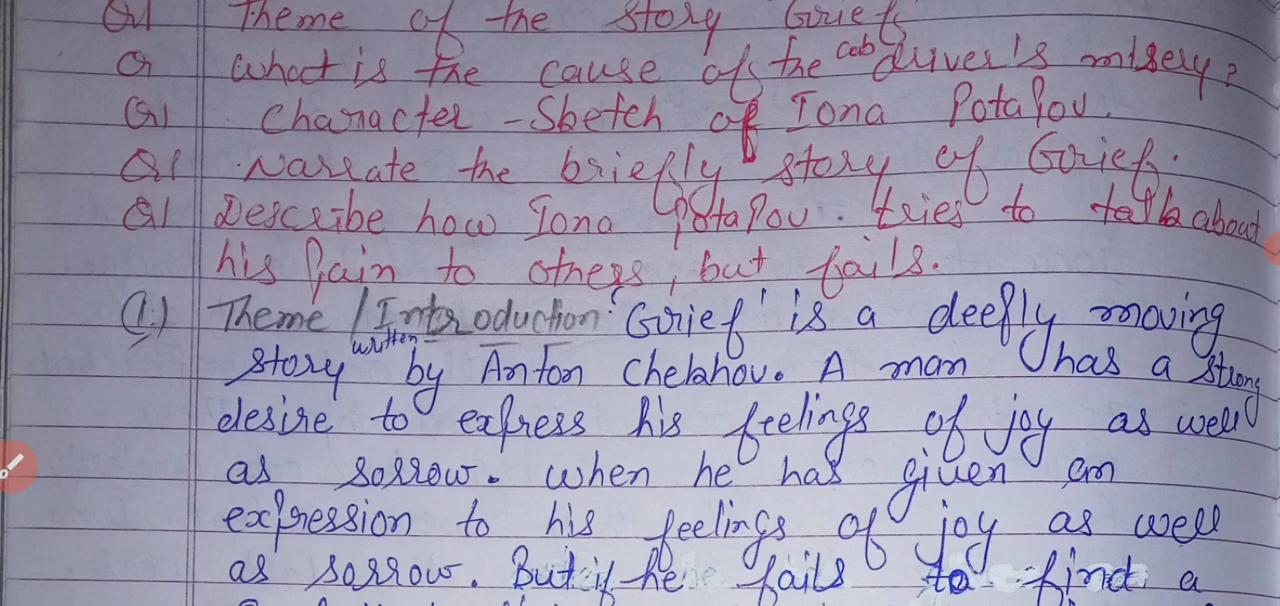 Q1 Theme of the story Grief
Q what is the cause of the cab driver's misery?
Q1 Character - Sketch of Iona Potapov.
Q1 Narrate the briefly story of Grief.
Q1 Describe how Iona Potapov. tries to talk about
his pain to others, but fails.
(1.) Theme / Introduction: 'Grief' is a deeply moving
story written by Anton Chekhov. A man has a strong
desire to express his feelings of joy as well
as sorrow. when he has given an
expression to his feelings of joy as well
as sorrow. But if he fails to find a